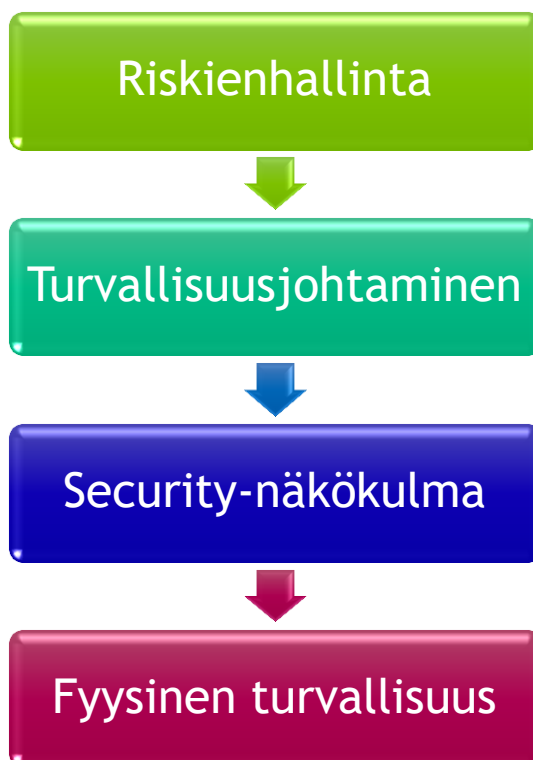 Riskienhallinta
Turvallisuusjohtaminen
Security-näkökulma
Fyysinen turvallisuus